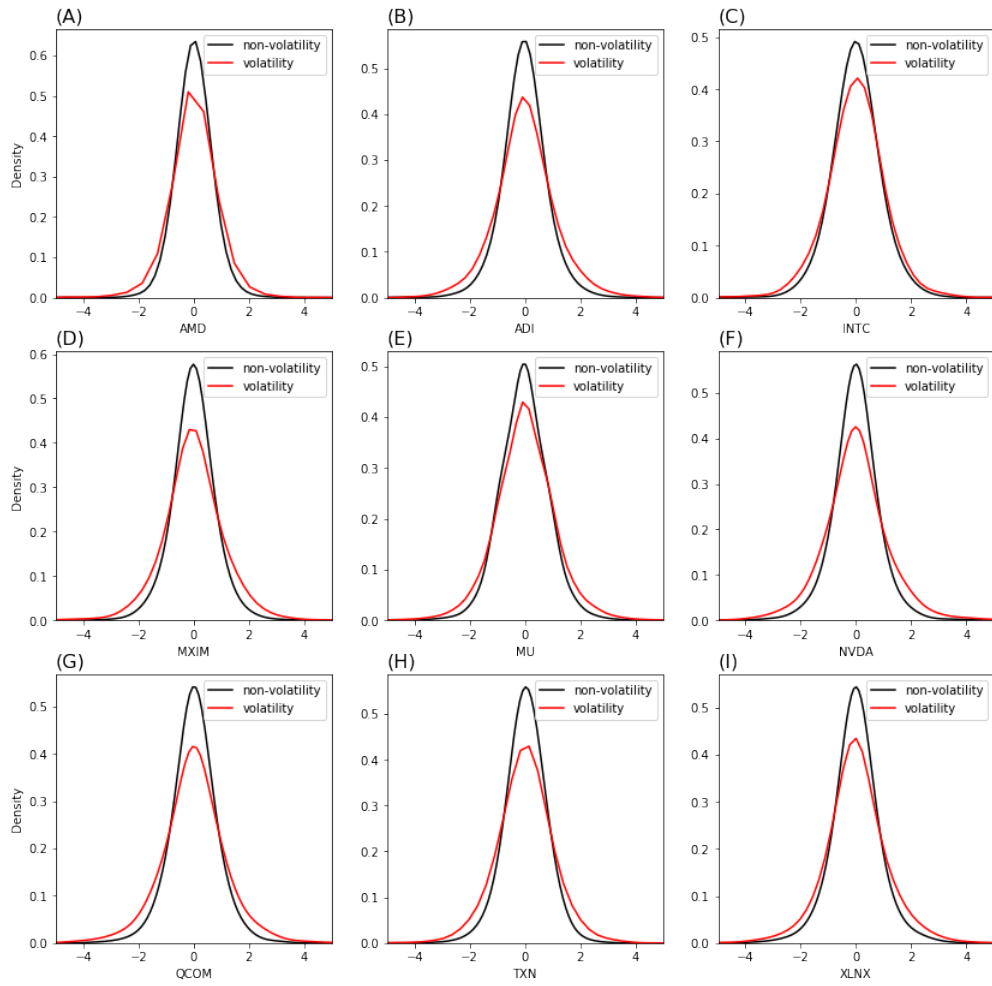 (A) (B) (C)
non-volatility
volatility
non-volatility
volatility
non-volatility
volatility
Density
0.6
0.5
0.4
0.3
0.2
0.1
0.0
0.5
0.4
0.3
0.2
0.1
0.0
0.5
0.4
0.3
0.2
0.1
0.0
−4 −2 0 2 4
−4 −2 0 2 4
−4 −2 0 2 4
AMD
ADI
INTC
(D) (E) (F)
non-volatility
volatility
non-volatility
volatility
non-volatility
volatility
Density
0.6
0.5
0.4
0.3
0.2
0.1
0.0
0.5
0.4
0.3
0.2
0.1
0.0
0.5
0.4
0.3
0.2
0.1
0.0
−4 −2 0 2 4
−4 −2 0 2 4
−4 −2 0 2 4
MXIM
MU
NVDA
(G) (H) (I)
non-volatility
volatility
non-volatility
volatility
non-volatility
volatility
Density
0.5
0.4
0.3
0.2
0.1
0.0
0.5
0.4
0.3
0.2
0.1
0.0
0.5
0.4
0.3
0.2
0.1
0.0
−4 −2 0 2 4
−4 −2 0 2 4
−4 −2 0 2 4
QCOM
TXN
XLNX